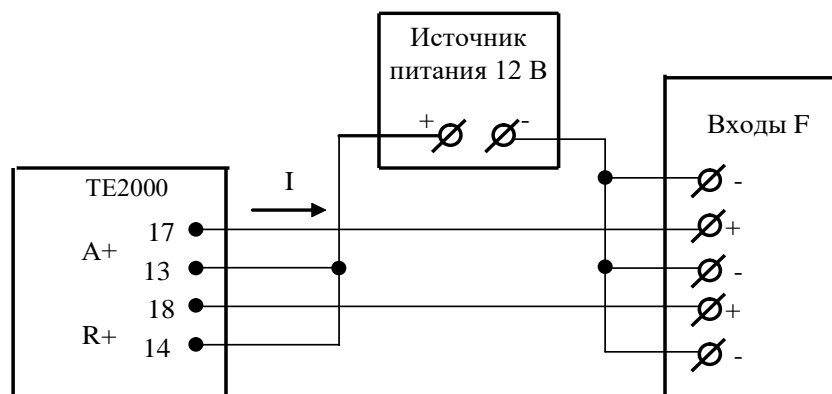 Источник
питания 12 В
+ -
Входы F
TE2000
I
-
17
+
A+
13
-
18
+
R+
14
-